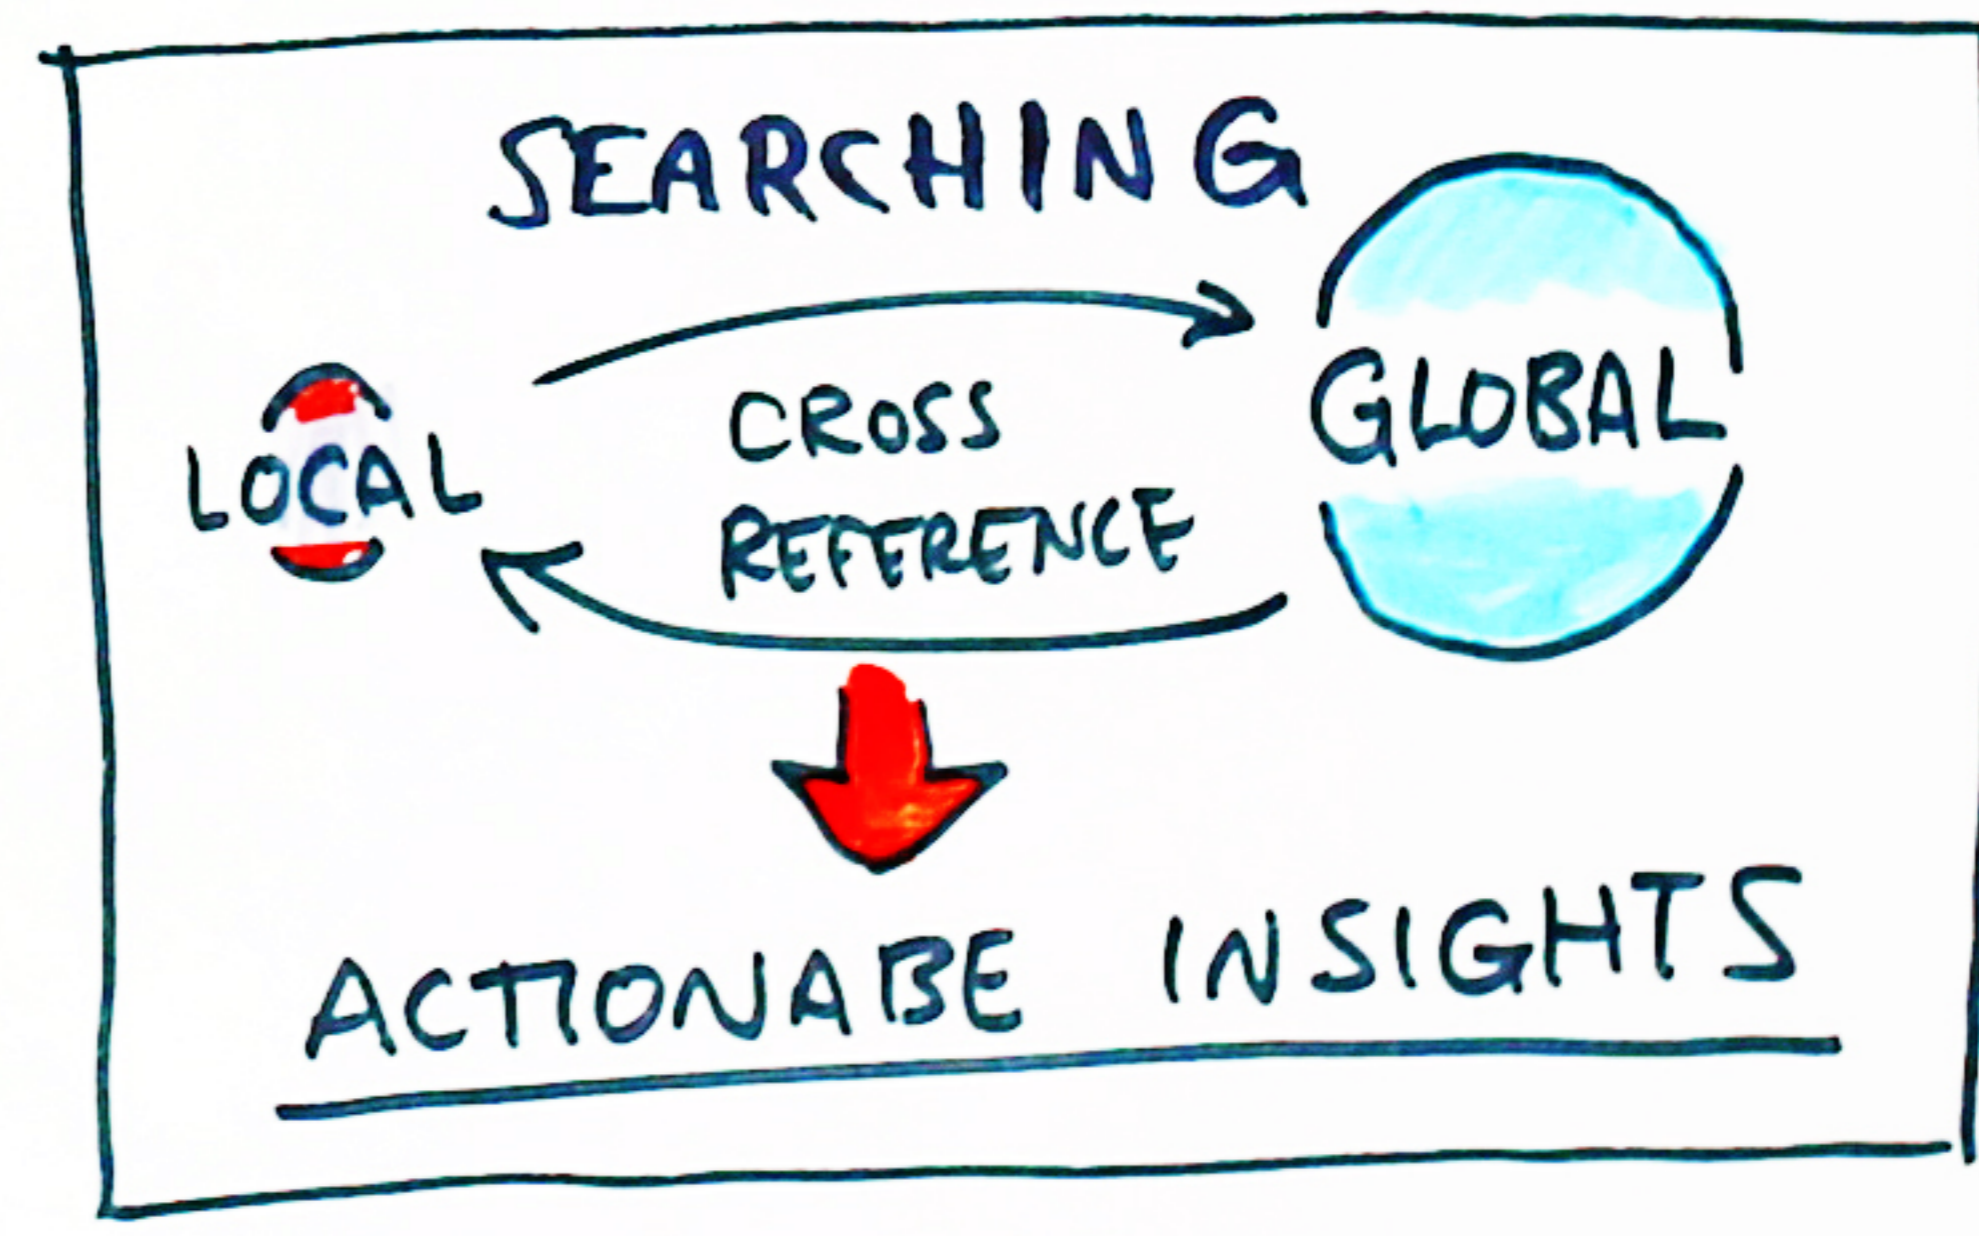 SEARCHING
LOCAL
CROSS
REFERENCE
GLOBAL
ACTIONABE INSIGHTS